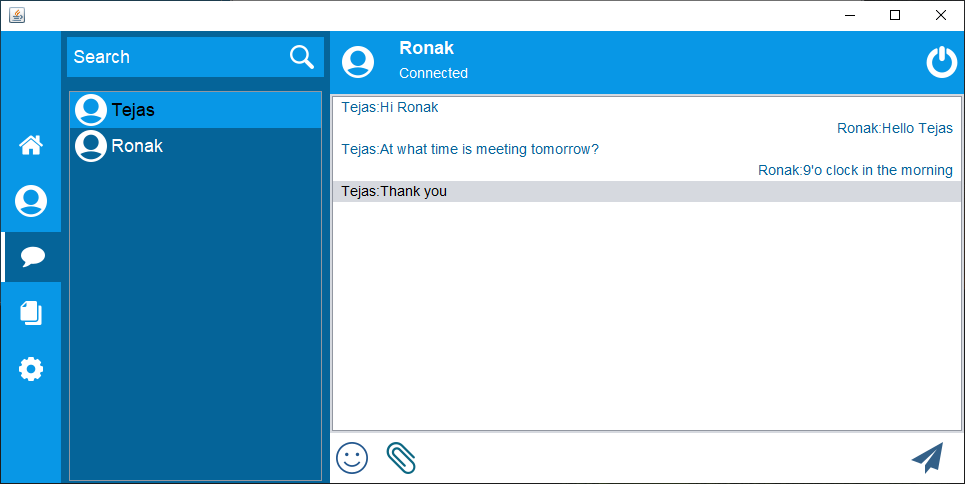 Search
Tejas
Ronak
Ronak
Connected
Tejas:Hi Ronak
Ronak:Hello Tejas
Tejas:At what time is meeting tomorrow?
Ronak:9'o clock in the morning
Tejas:Thank you